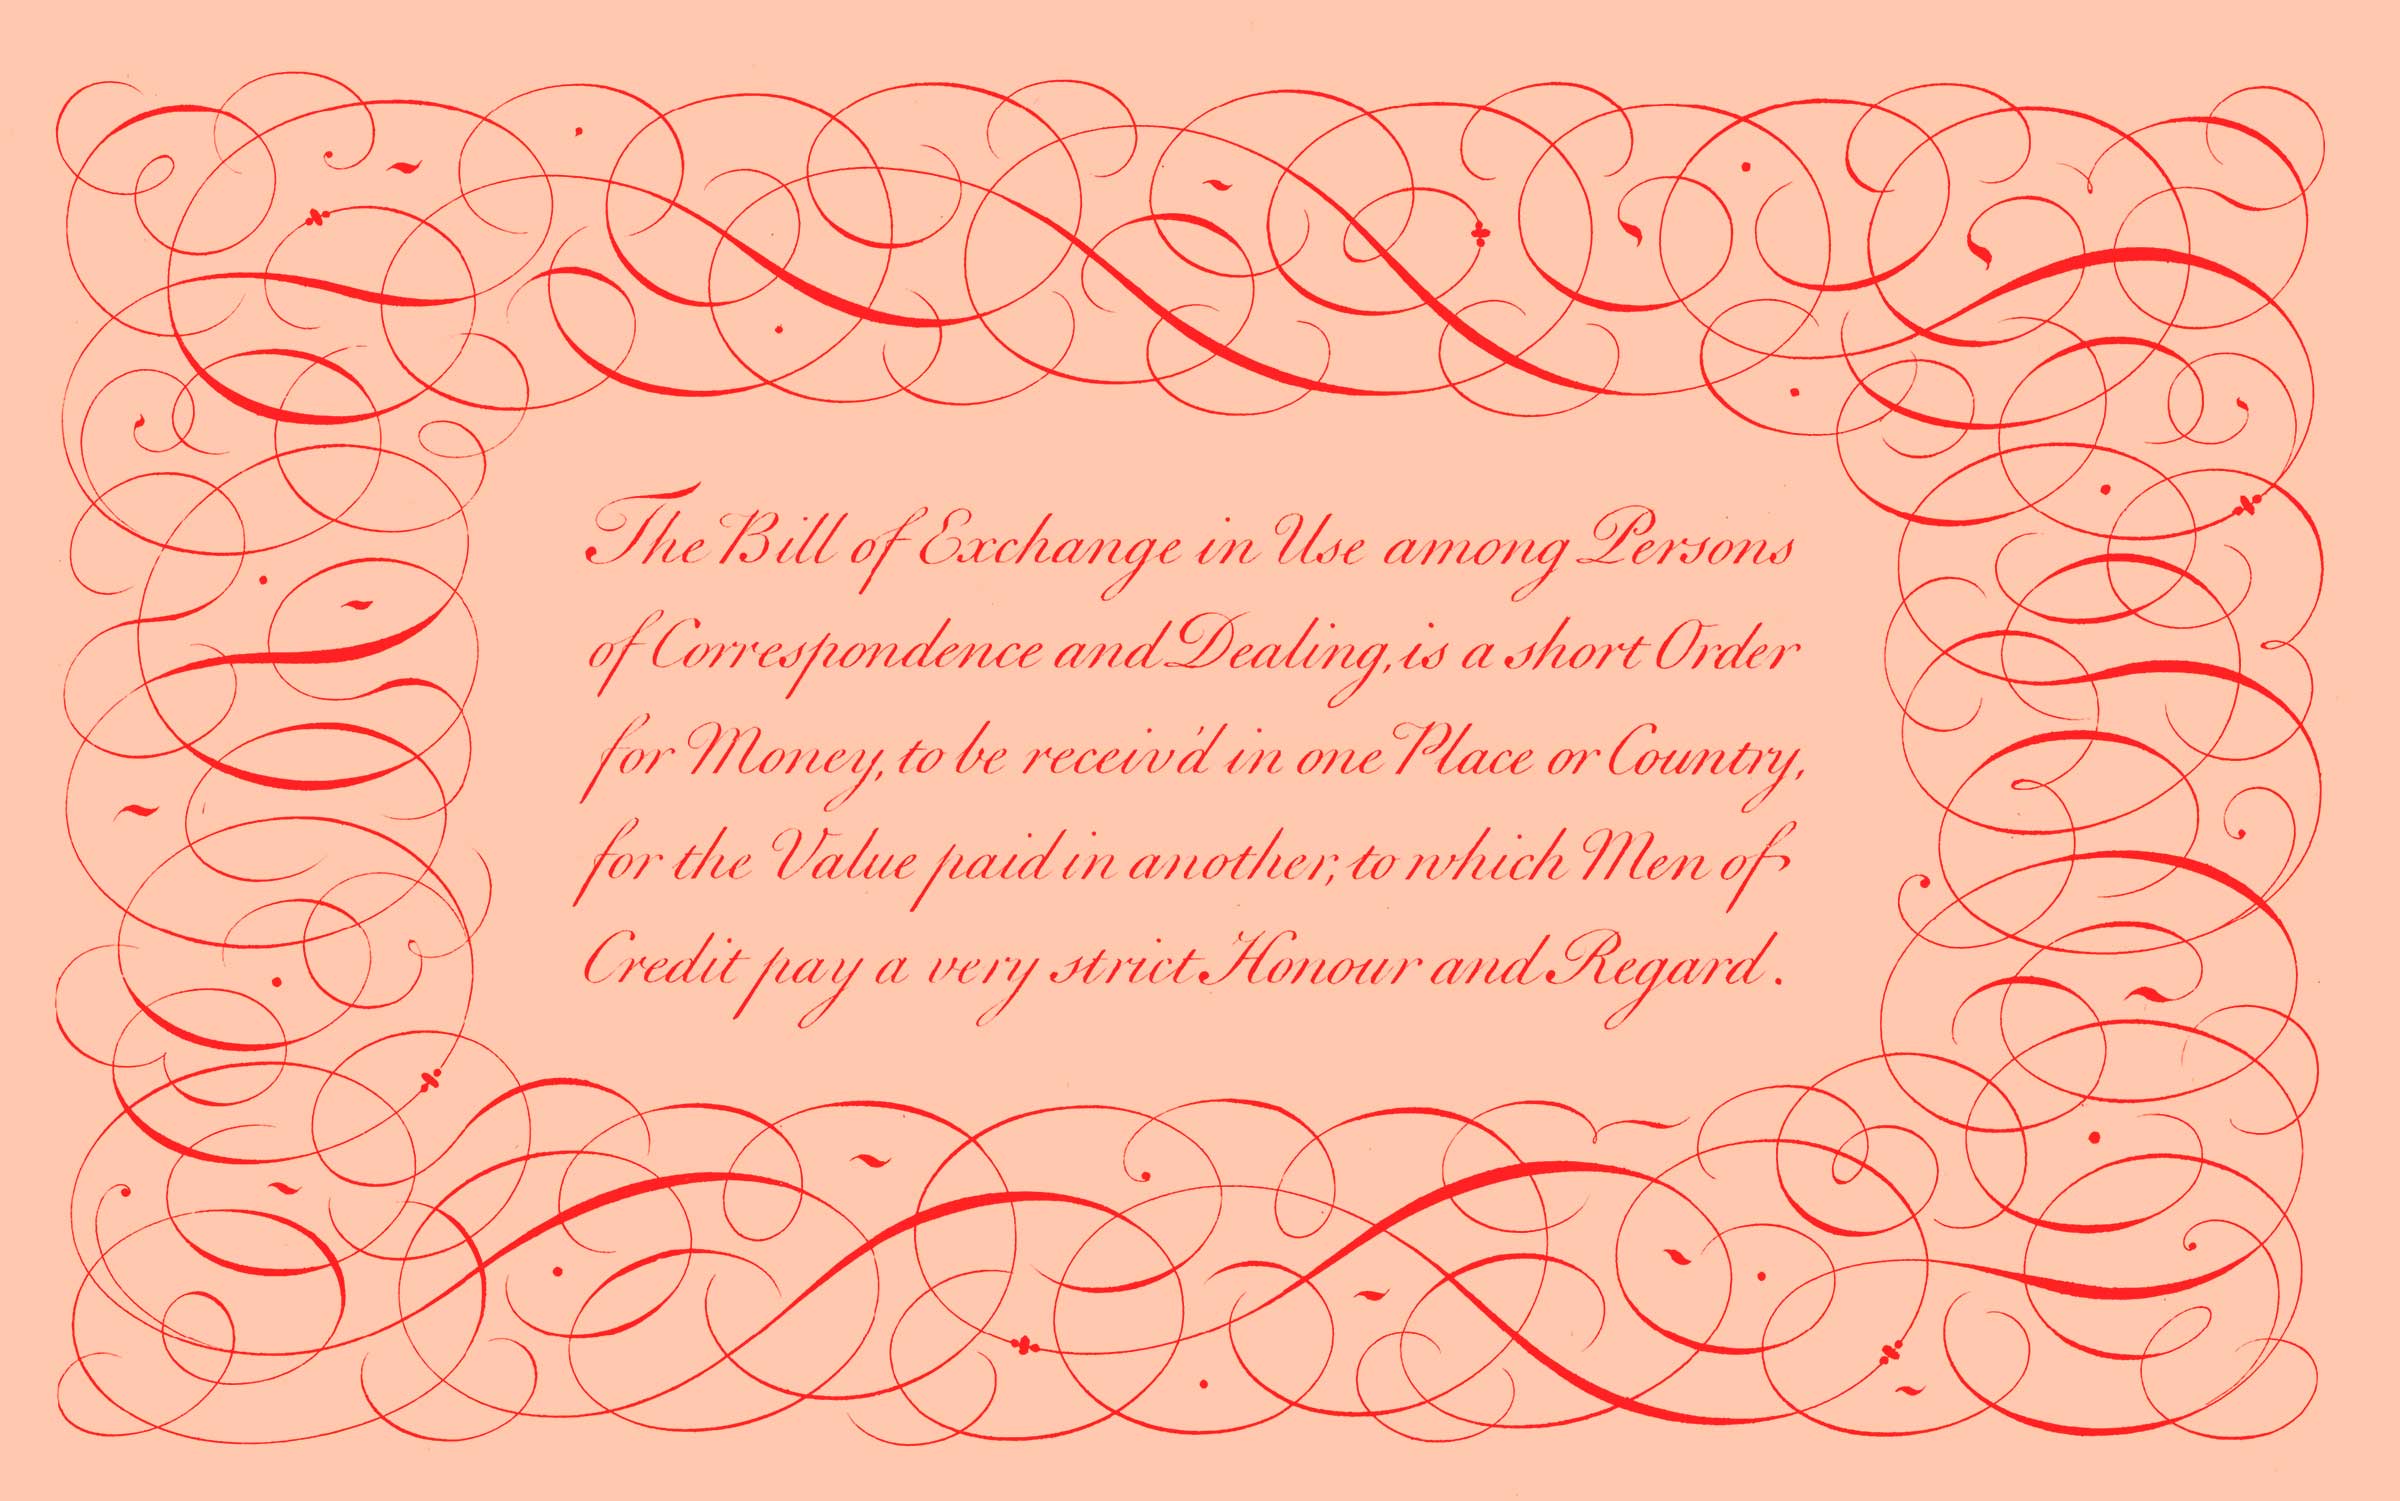 The Bill of Exchange in Use among Persons
of Correspondence and Dealing, is a short Order
for Money, to be receiv'd in one Place or Country,
for the Value paid in another, to which Men of
Credit pay a very strict Honour and Regard.